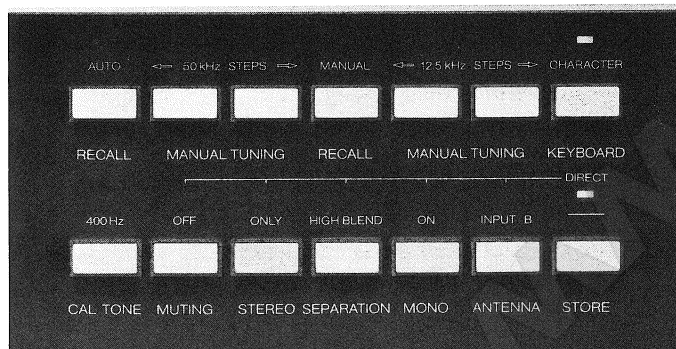 AUTO ⇐ 50 kHz STEPS ⇒ MANUAL ⇐ 12.5 kHz STEPS ⇒ CHARACTER
RECALL MANUAL TUNING RECALL MANUAL TUNING KEYBOARD
DIRECT
400 Hz OFF ONLY HIGH BLEND ON INPUT B
CAL TONE MUTING STEREO SEPARATION MONO ANTENNA STORE